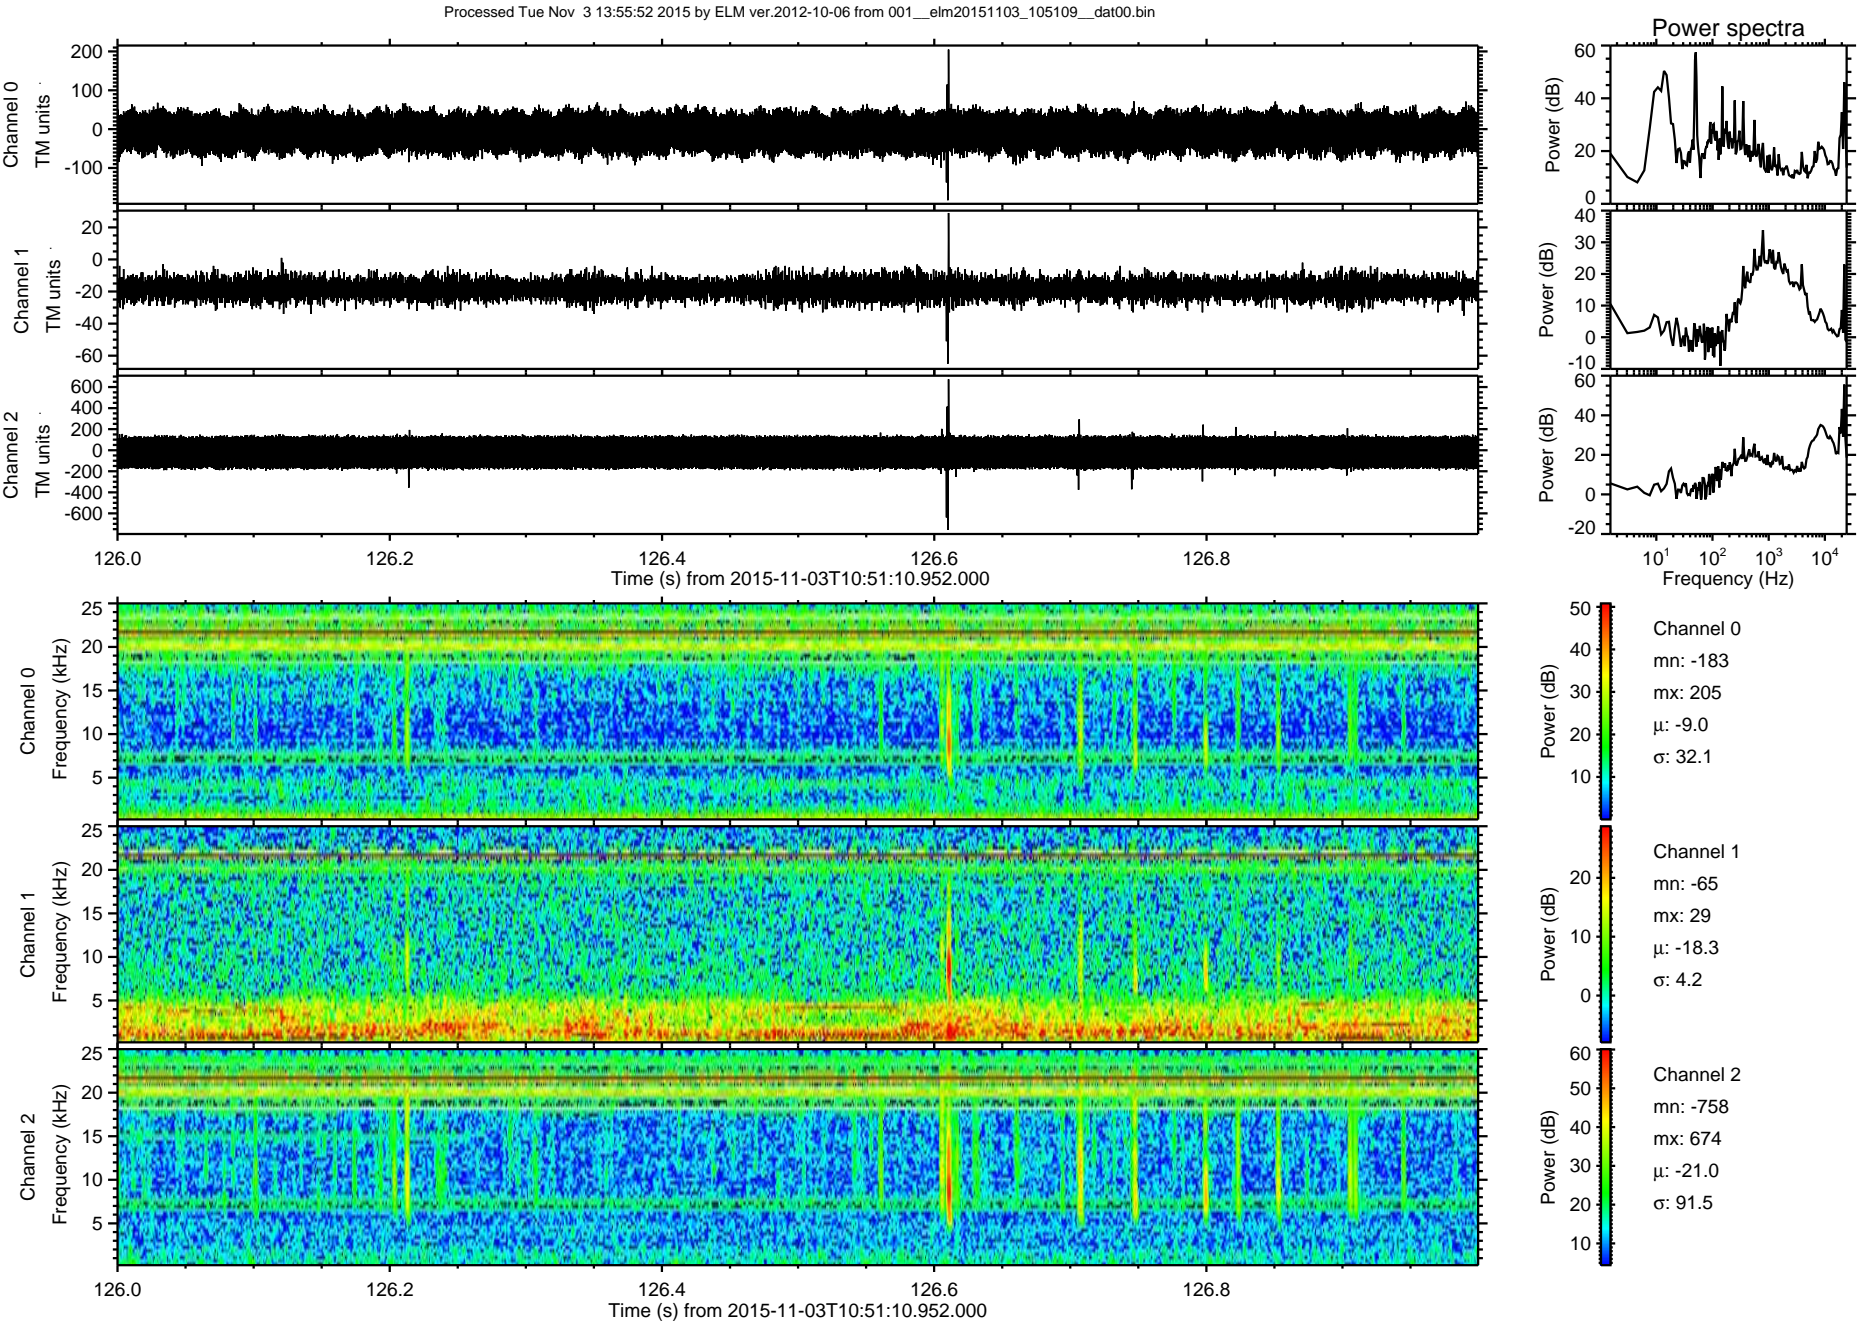 Processed Tue Nov  3 13:55:52 2015 by ELM ver.2012-10-06 from 001__elm20151103_105109__dat00.bin
Power spectra
Channel 0
TM units
200
100
0
-100
Power (dB)
60
40
20
0
Channel 1
TM units
20
0
-20
-40
-60
Power (dB)
40
30
20
10
0
-10
Channel 2
TM units
600
400
200
0
-200
-400
-600
Power (dB)
60
40
20
0
-20
126.0 126.2 126.4 126.6 126.8
Time (s) from 2015-11-03T10:51:10.952.000
10^1 10^2 10^3 10^4
Frequency (Hz)
Channel 0
Frequency (kHz)
25
20
15
10
5
Power (dB)
50
40
30
20
10
Channel 0
mn: -183
mx: 205
μ: -9.0
σ: 32.1
Channel 1
Frequency (kHz)
25
20
15
10
5
Power (dB)
20
10
0
Channel 1
mn: -65
mx: 29
μ: -18.3
σ: 4.2
Channel 2
Frequency (kHz)
25
20
15
10
5
Power (dB)
60
50
40
30
20
10
Channel 2
mn: -758
mx: 674
μ: -21.0
σ: 91.5
126.0 126.2 126.4 126.6 126.8
Time (s) from 2015-11-03T10:51:10.952.000